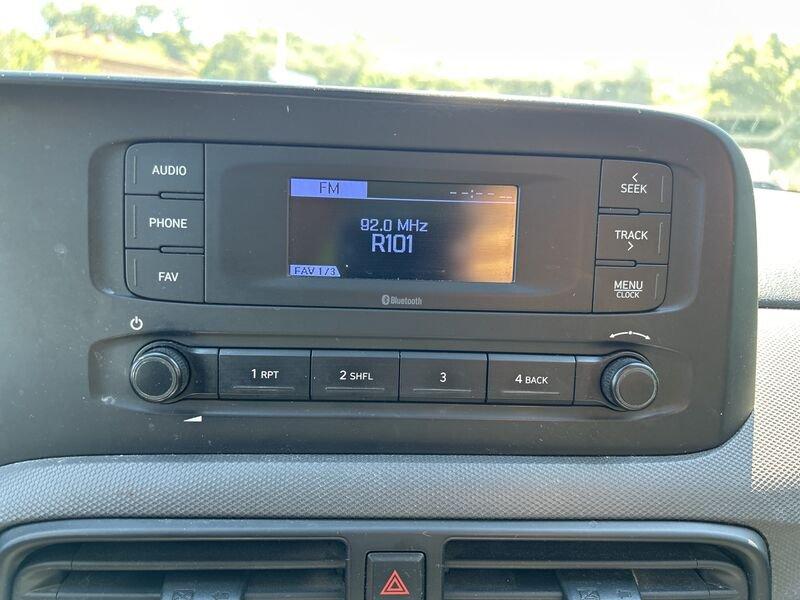 AUDIO
PHONE
FAV
FM
--:-- --
92.0 MHz
R101
FAV 1/3
Bluetooth
< SEEK
TRACK >
MENU
CLOCK
1 RPT
2 SHFL
3
4 BACK